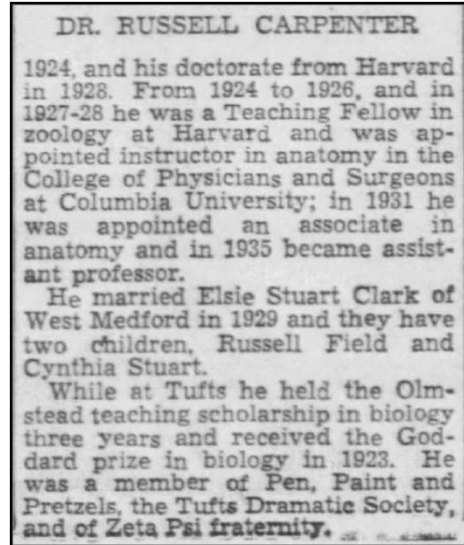 DR. RUSSELL CARPENTER
1924, and his doctorate from Harvard
in 1928. From 1924 to 1926, and in
1927-28 he was a Teaching Fellow in
zoology at Harvard and was ap-
pointed instructor in anatomy in the
College of Physicians and Surgeons
at Columbia University; in 1931 he
was appointed an associate in
anatomy and in 1935 became assist-
ant professor.
He married Elsie Stuart Clark of
West Medford in 1929 and they have
two children, Russell Field and
Cynthia Stuart.
While at Tufts he held the Olm-
stead teaching scholarship in biology
three years and received the God-
dard prize in biology in 1923. He
was a member of Pen, Paint and
Pretzels, the Tufts Dramatic Society,
and of Zeta Psi fraternity.